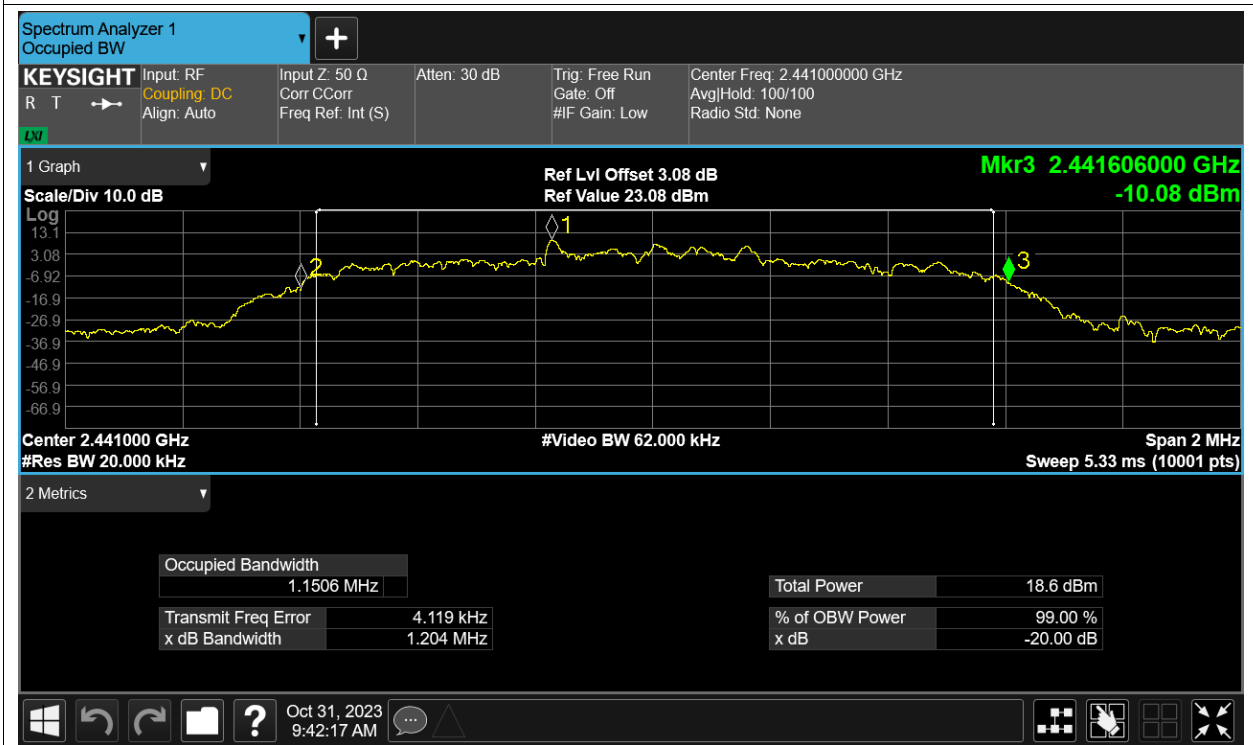 Spectrum Analyzer 1
Occupied BW
KEYSIGHT
R T
LXI
Input: RF
Coupling: DC
Align: Auto
Input Z: 50 Ω
Corr CCorr
Freq Ref: Int (S)
Atten: 30 dB
Trig: Free Run
Gate: Off
#IF Gain: Low
Center Freq: 2.441000000 GHz
Avg|Hold: 100/100
Radio Std: None
1 Graph
Scale/Div 10.0 dB
Ref Lvl Offset 3.08 dB
Ref Value 23.08 dBm
Mkr3 2.441606000 GHz
-10.08 dBm
Log
13.1
3.08
-6.92
-16.9
-26.9
-36.9
-46.9
-56.9
-66.9
1
2
3
Center 2.441000 GHz
#Res BW 20.000 kHz
#Video BW 62.000 kHz
Span 2 MHz
Sweep 5.33 ms (10001 pts)
2 Metrics
Occupied Bandwidth
1.1506 MHz
Transmit Freq Error 4.119 kHz
x dB Bandwidth 1.204 MHz
Total Power 18.6 dBm
% of OBW Power 99.00 %
x dB -20.00 dB
?
Oct 31, 2023
9:42:17 AM